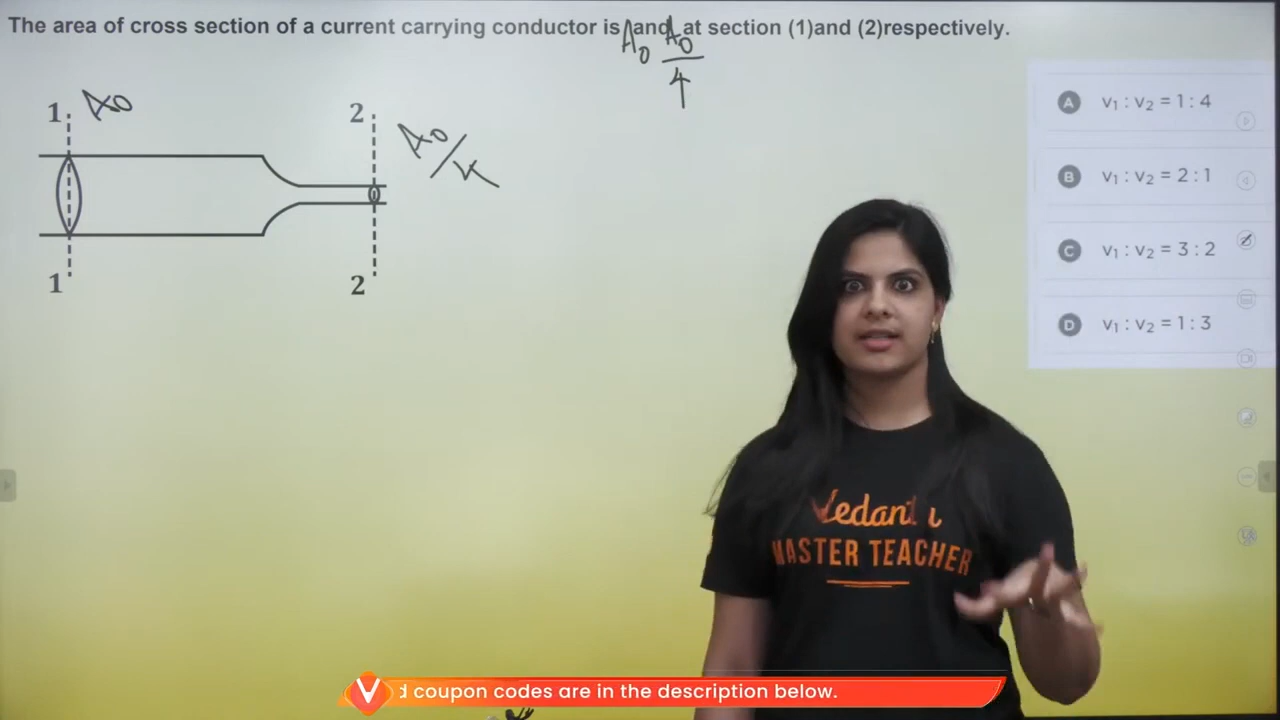 The area of cross section of a current carrying conductor is A₀ and A₀/4 at section (1)and (2)respectively.
1 A₀
2 A₀/4
1
2
A v₁ : v₂ = 1 : 4
B v₁ : v₂ = 2 : 1
C v₁ : v₂ = 3 : 2
D v₁ : v₂ = 1 : 3
Vedantu
MASTER TEACHER
d coupon codes are in the description below.